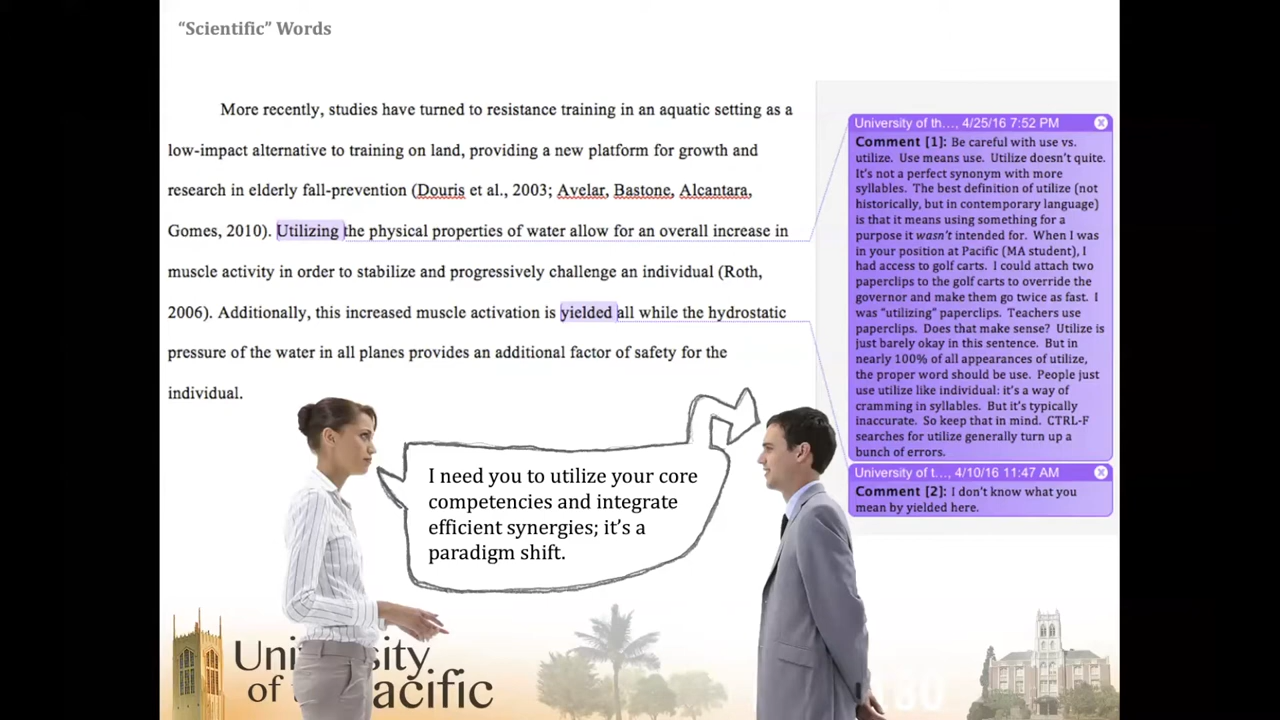 “Scientific” Words
More recently, studies have turned to resistance training in an aquatic setting as a
low-impact alternative to training on land, providing a new platform for growth and
research in elderly fall-prevention (Douris et al., 2003; Avelar, Bastone, Alcantara,
Gomes, 2010). Utilizing the physical properties of water allow for an overall increase in
muscle activity in order to stabilize and progressively challenge an individual (Roth,
2006). Additionally, this increased muscle activation is yielded all while the hydrostatic
pressure of the water in all planes provides an additional factor of safety for the
individual.
University of th..., 4/25/16 7:52 PM
Comment [1]: Be careful with use vs.
utilize. Use means use. Utilize doesn't quite.
It's not a perfect synonym with more
syllables. The best definition of utilize (not
historically, but in contemporary language)
is that it means using something for a
purpose it wasn't intended for. When I was
in your position at Pacific (MA student), I
had access to golf carts. I could attach two
paperclips to the golf carts to override the
governor and make them go twice as fast. I
was "utilizing" paperclips. Teachers use
paperclips. Does that make sense? Utilize is
just barely okay in this sentence. But in
nearly 100% of all appearances of utilize,
the proper word should be use. People just
use utilize like individual: it's a way of
cramming in syllables. But it's typically
inaccurate. So keep that in mind. CTRL-F
searches for utilize generally turn up a
bunch of errors.
University of t..., 4/10/16 11:47 AM
Comment [2]: I don't know what you
mean by yielded here.
I need you to utilize your core
competencies and integrate
efficient synergies; it's a
paradigm shift.
of